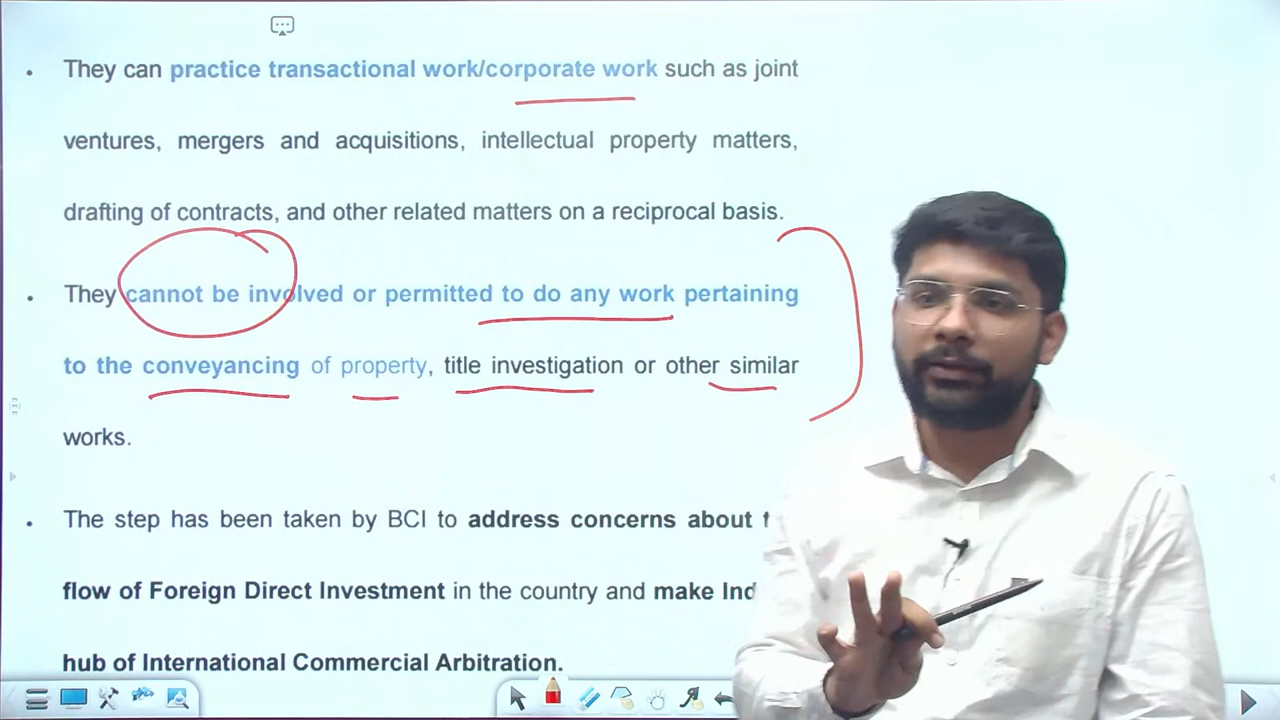 They can practice transactional work/corporate work such as joint
ventures, mergers and acquisitions, intellectual property matters,
drafting of contracts, and other related matters on a reciprocal basis.
They cannot be involved or permitted to do any work pertaining
to the conveyancing of property, title investigation or other similar
works.
The step has been taken by BCI to address concerns about
flow of Foreign Direct Investment in the country and make
hub of International Commercial Arbitration.